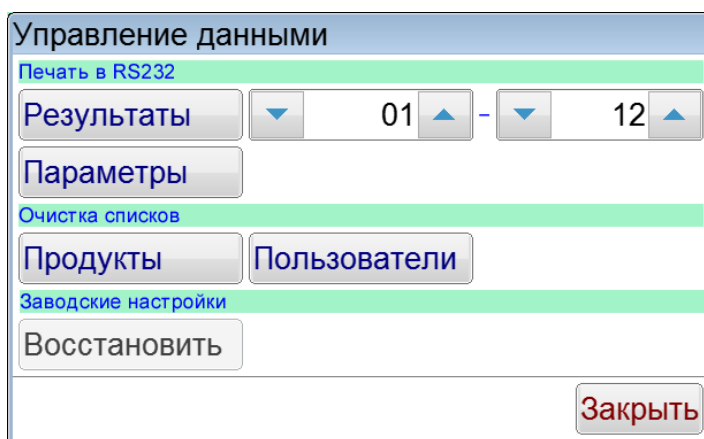 Управление данными
Печать в RS232
Результаты 01 - 12
Параметры
Очистка списков
Продукты Пользователи
Заводские настройки
Восстановить
Закрыть